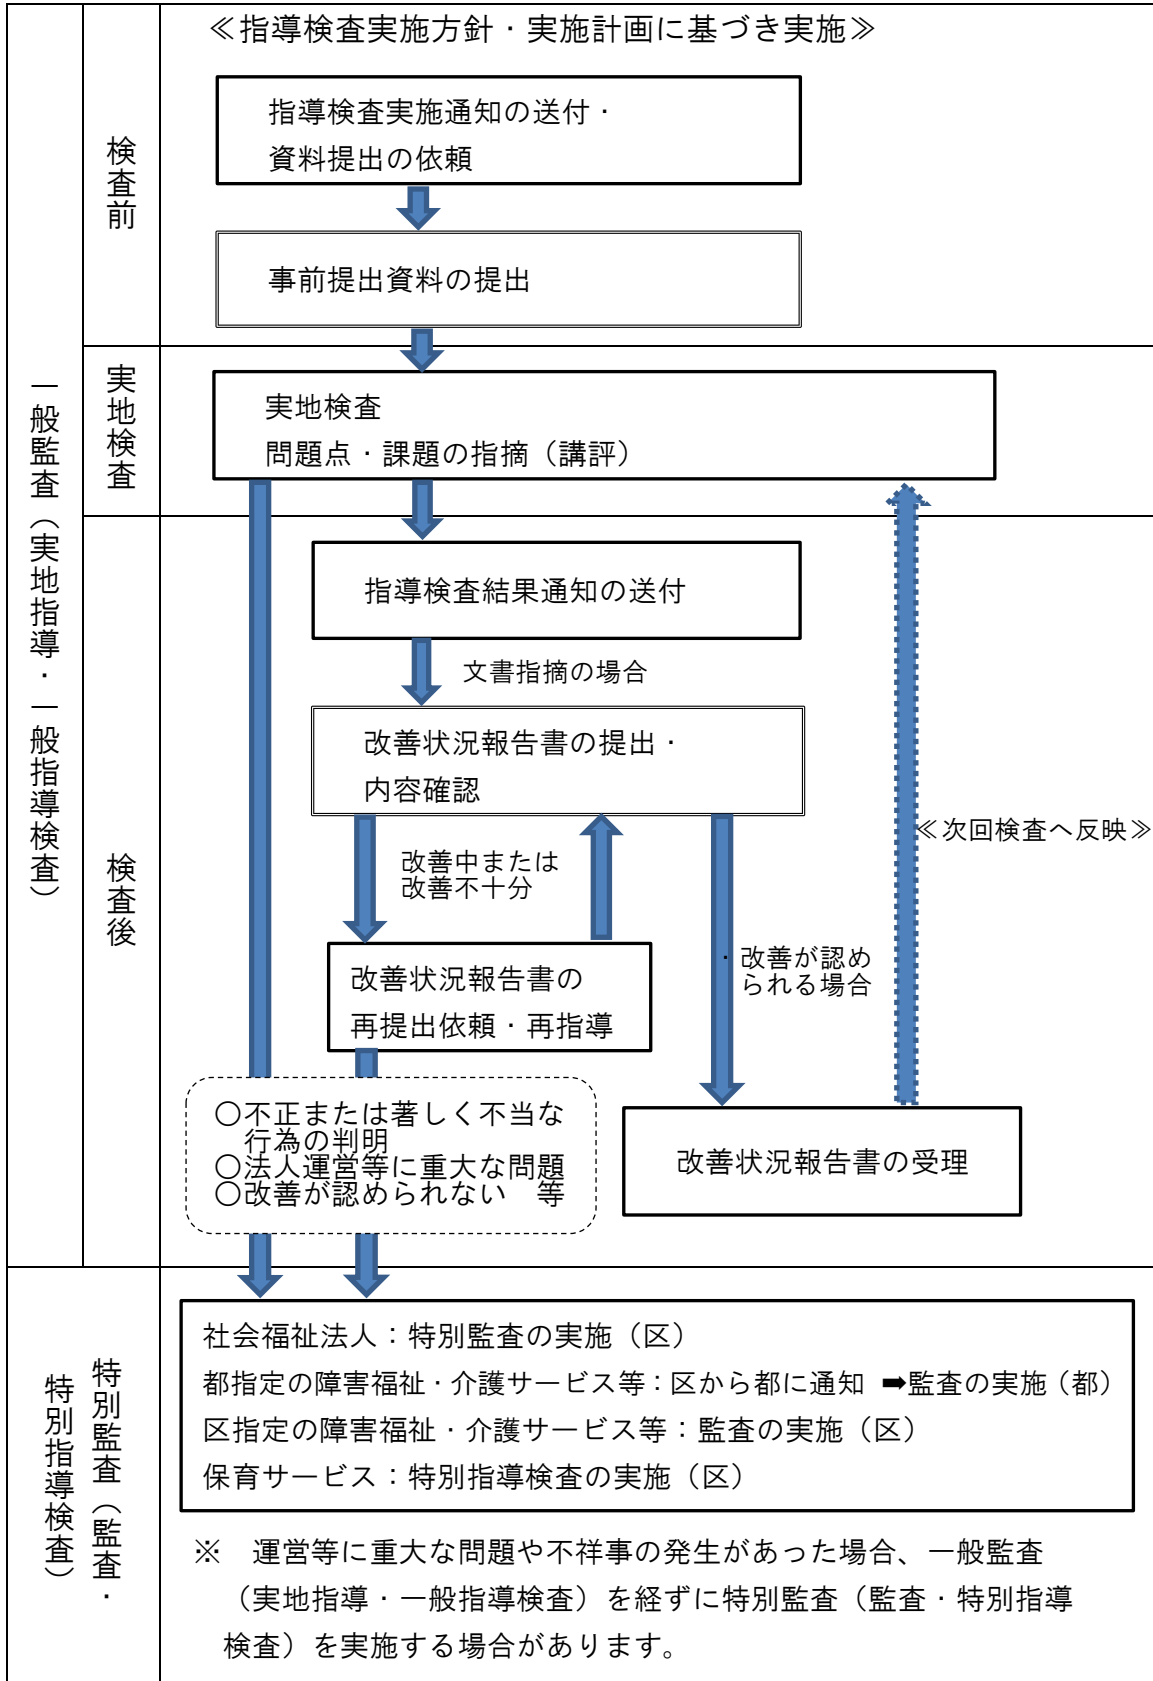 ≪指導検査実施方針・実施計画に基づき実施≫
一般監査（実地指導・一般指導検査）
検査前
指導検査実施通知の送付・
資料提出の依頼
事前提出資料の提出
実地検査
実地検査
問題点・課題の指摘（講評）
検査後
指導検査結果通知の送付
文書指摘の場合
改善状況報告書の提出・
内容確認
改善中または
改善不十分
≪次回検査へ反映≫
改善状況報告書の
再提出依頼・再指導
・改善が認め
られる場合
○不正または著しく不当な
行為の判明
○法人運営等に重大な問題
○改善が認められない　等
改善状況報告書の受理
特別監査（監査・
特別指導検査）
社会福祉法人：特別監査の実施（区）
都指定の障害福祉・介護サービス等：区から都に通知 ➡監査の実施（都）
区指定の障害福祉・介護サービス等：監査の実施（区）
保育サービス：特別指導検査の実施（区）
※　運営等に重大な問題や不祥事の発生があった場合、一般監査
（実地指導・一般指導検査）を経ずに特別監査（監査・特別指導
検査）を実施する場合があります。